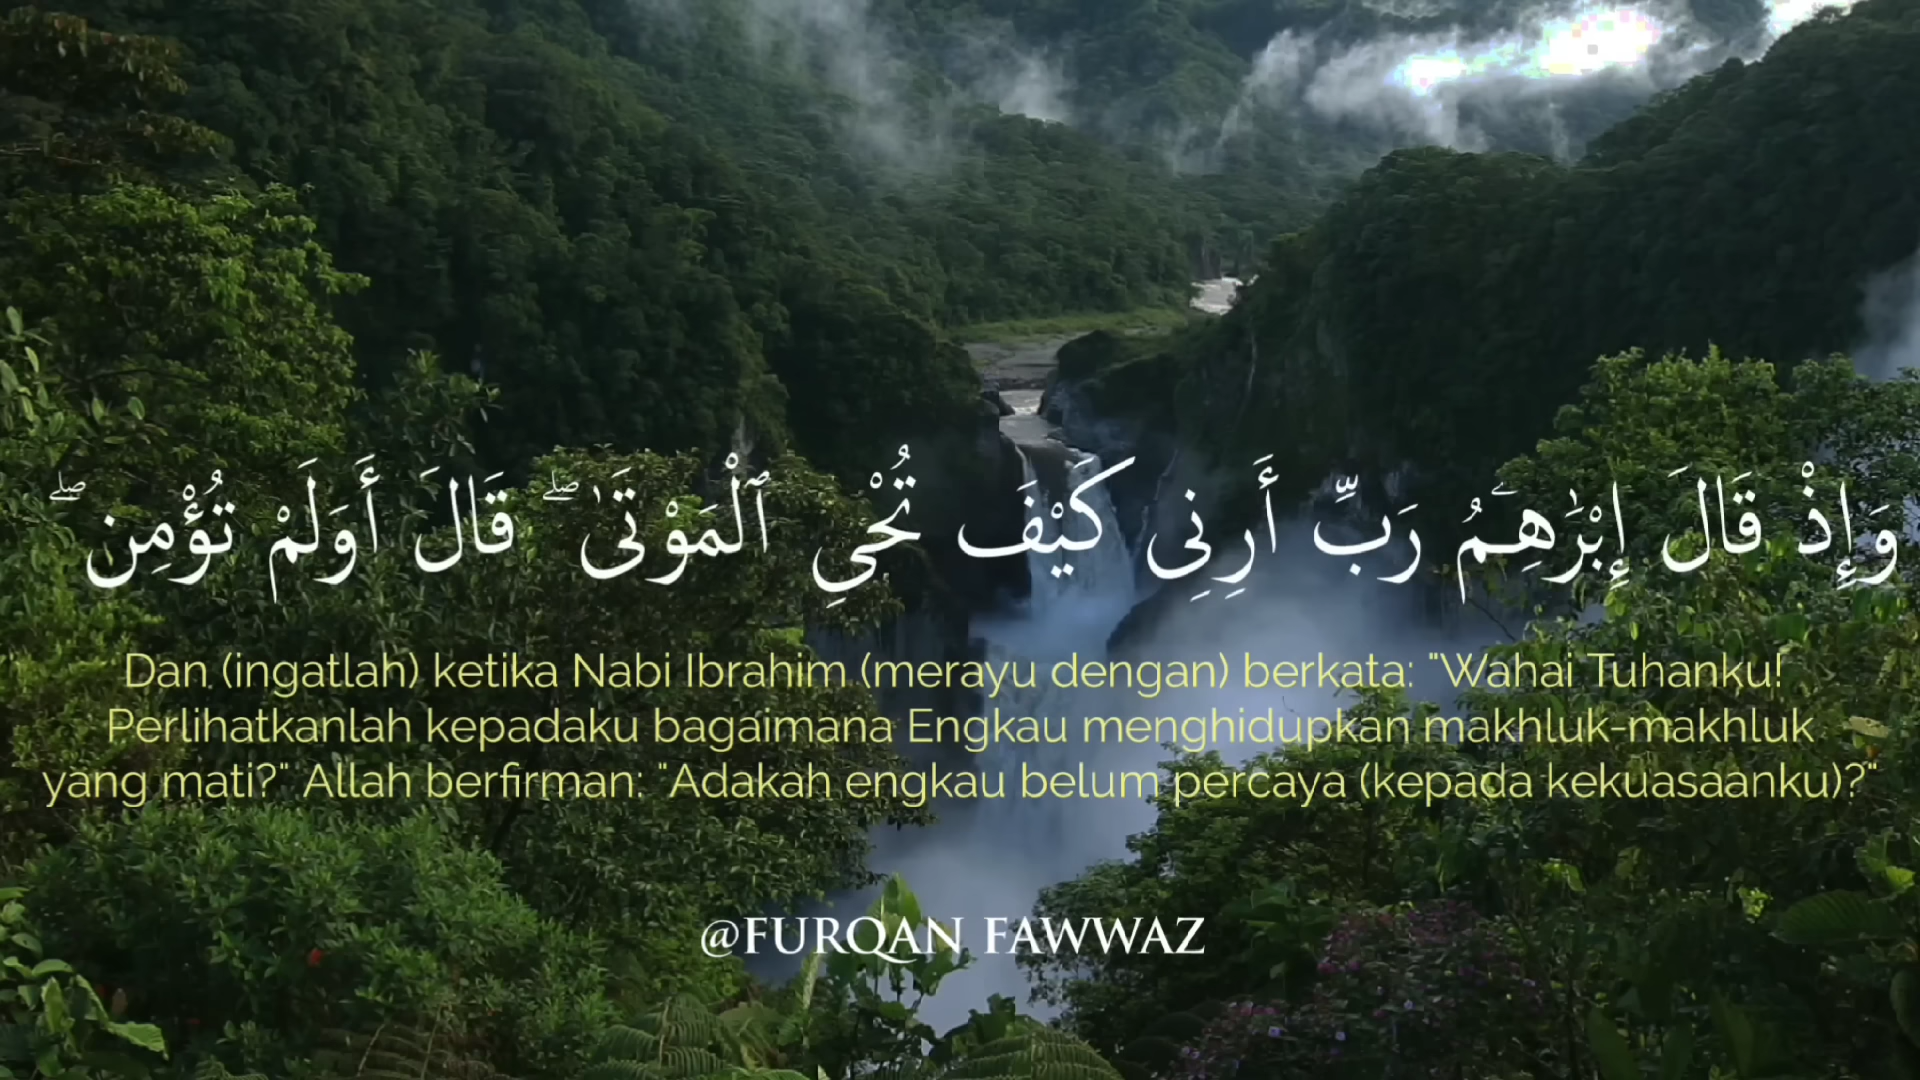 وَإِذْ قَالَ إِبْرَٰهِـۧمُ رَبِّ أَرِنِى كَيْفَ تُحْىِ ٱلْمَوْتَىٰ ۖ قَالَ أَوَلَمْ تُؤْمِن ۖ
Dan (ingatlah) ketika Nabi Ibrahim (merayu dengan) berkata: "Wahai Tuhanku!
Perlihatkanlah kepadaku bagaimana Engkau menghidupkan makhluk-makhluk
yang mati?" Allah berfirman: "Adakah engkau belum percaya (kepada kekuasaanku)?"
@FURQAN FAWWAZ